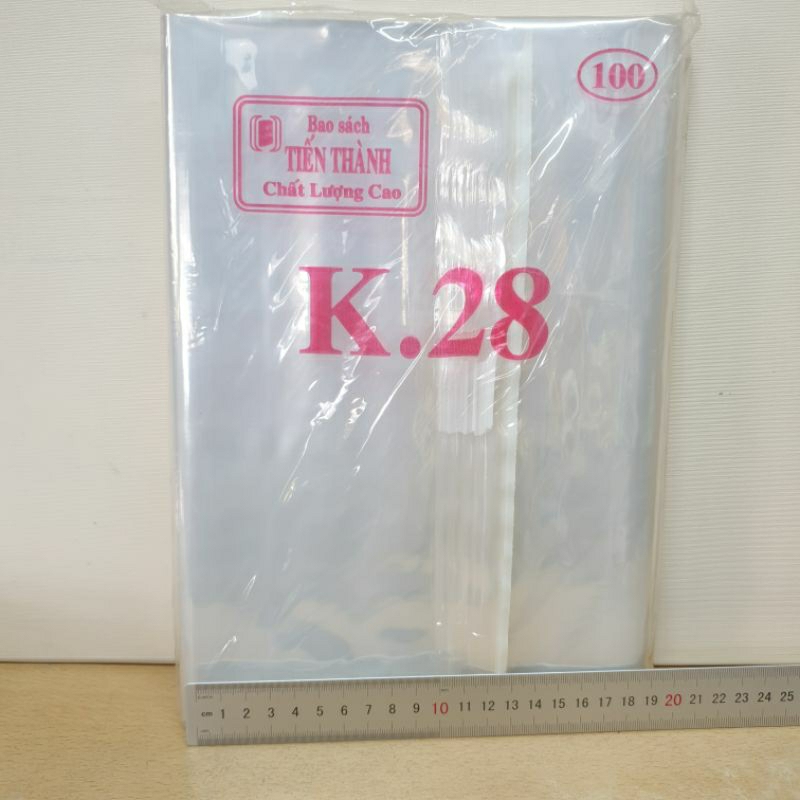 100
Bao sách
TIẾN THÀNH
Chất Lượng Cao
K.28
cm 1 2 3 4 5 6 7 8 9 10 11 12 13 14 15 16 17 18 19 20 21 22 23 24 25